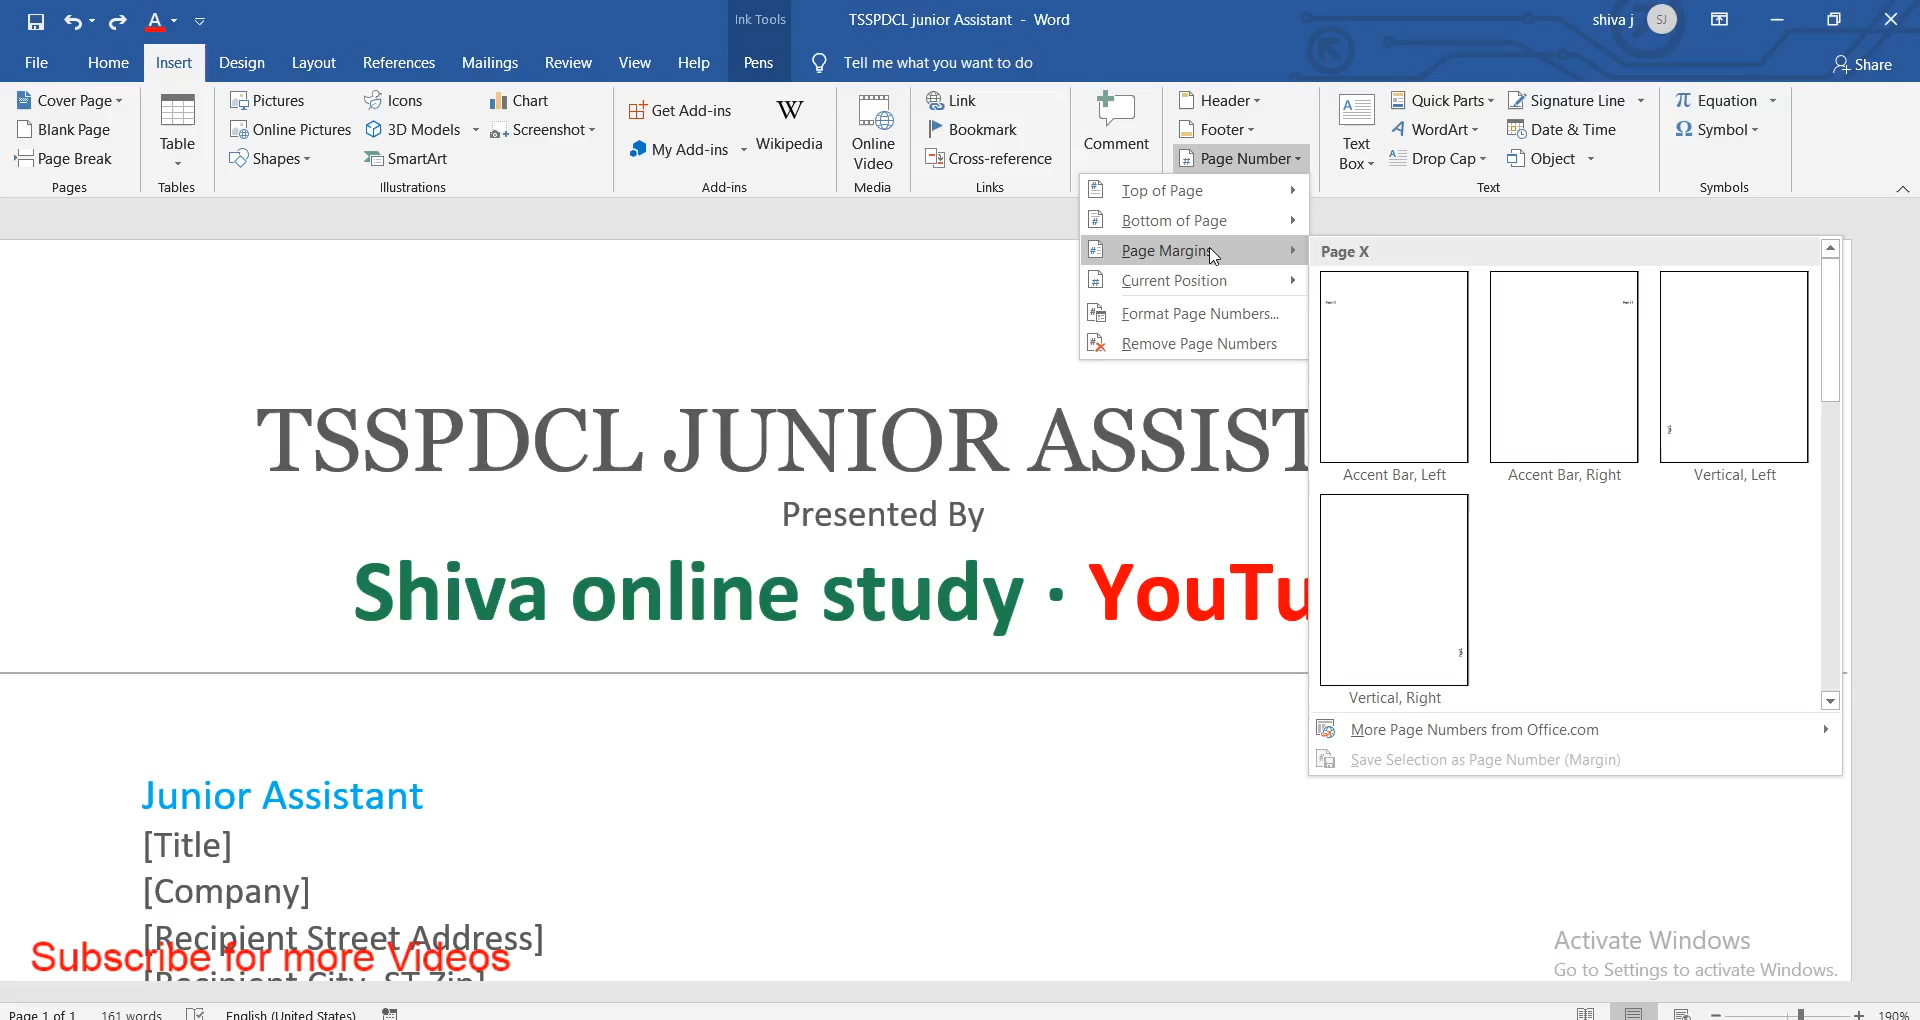 Ink Tools
TSSPDCL junior Assistant - Word
shiva j
SJ
File
Home
Insert
Design
Layout
References
Mailings
Review
View
Help
Pens
Tell me what you want to do
Share
Cover Page
Blank Page
Page Break
Pages
Table
Tables
Pictures
Online Pictures
Shapes
Icons
3D Models
SmartArt
Chart
Screenshot
Illustrations
Get Add-ins
My Add-ins
W
Wikipedia
Add-ins
Online
Video
Media
Link
Bookmark
Cross-reference
Links
Comment
Header
Footer
Page Number
Text
Box
Quick Parts
WordArt
Drop Cap
Signature Line
Date & Time
Object
Text
Equation
Symbol
Symbols
Top of Page
Bottom of Page
Page Margins
Current Position
Format Page Numbers...
Remove Page Numbers
Page X
Accent Bar, Left
Accent Bar, Right
Vertical, Left
Vertical, Right
More Page Numbers from Office.com
Save Selection as Page Number (Margin)
TSSPDCL JUNIOR ASSIST
Presented By
Shiva online study · YouTu
Junior Assistant
[Title]
[Company]
[Recipient Street Address]
Subscribe for more Videos
[Recipient City, ST Zip]
Activate Windows
Go to Settings to activate Windows.
Page 1 of 1
161 words
English (United States)
190%